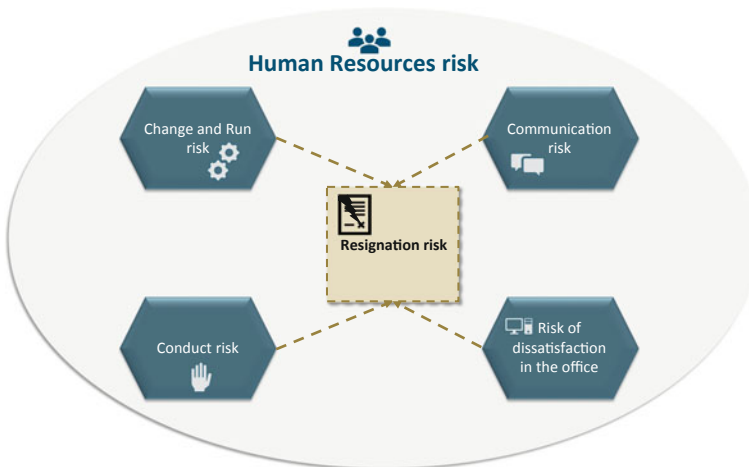 Human Resources risk
Change and Run
risk
Communication
risk
Resignation risk
Conduct risk
Risk of
dissatisfaction
in the office